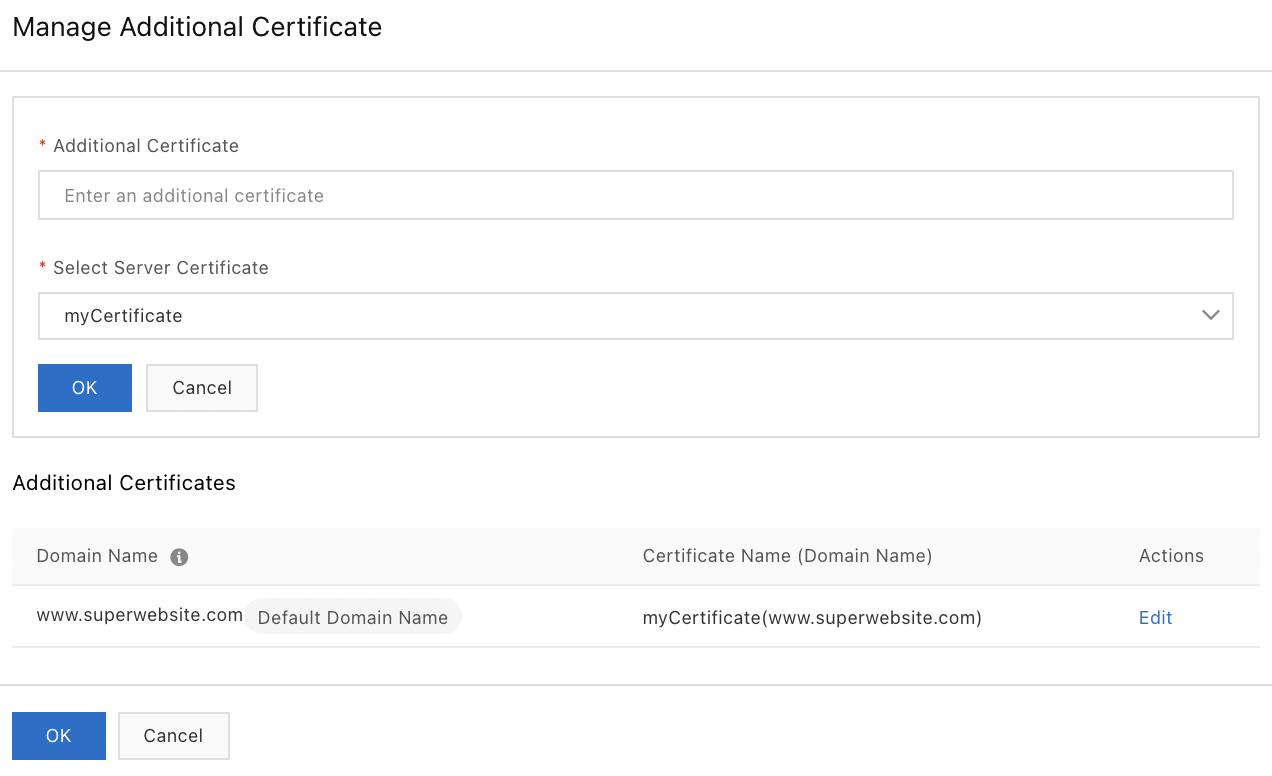 Manage Additional Certificate
* Additional Certificate
Enter an additional certificate
* Select Server Certificate
myCertificate
OK Cancel
Additional Certificates
Domain Name Certificate Name (Domain Name) Actions
www.superwebsite.com Default Domain Name myCertificate(www.superwebsite.com) Edit
OK Cancel